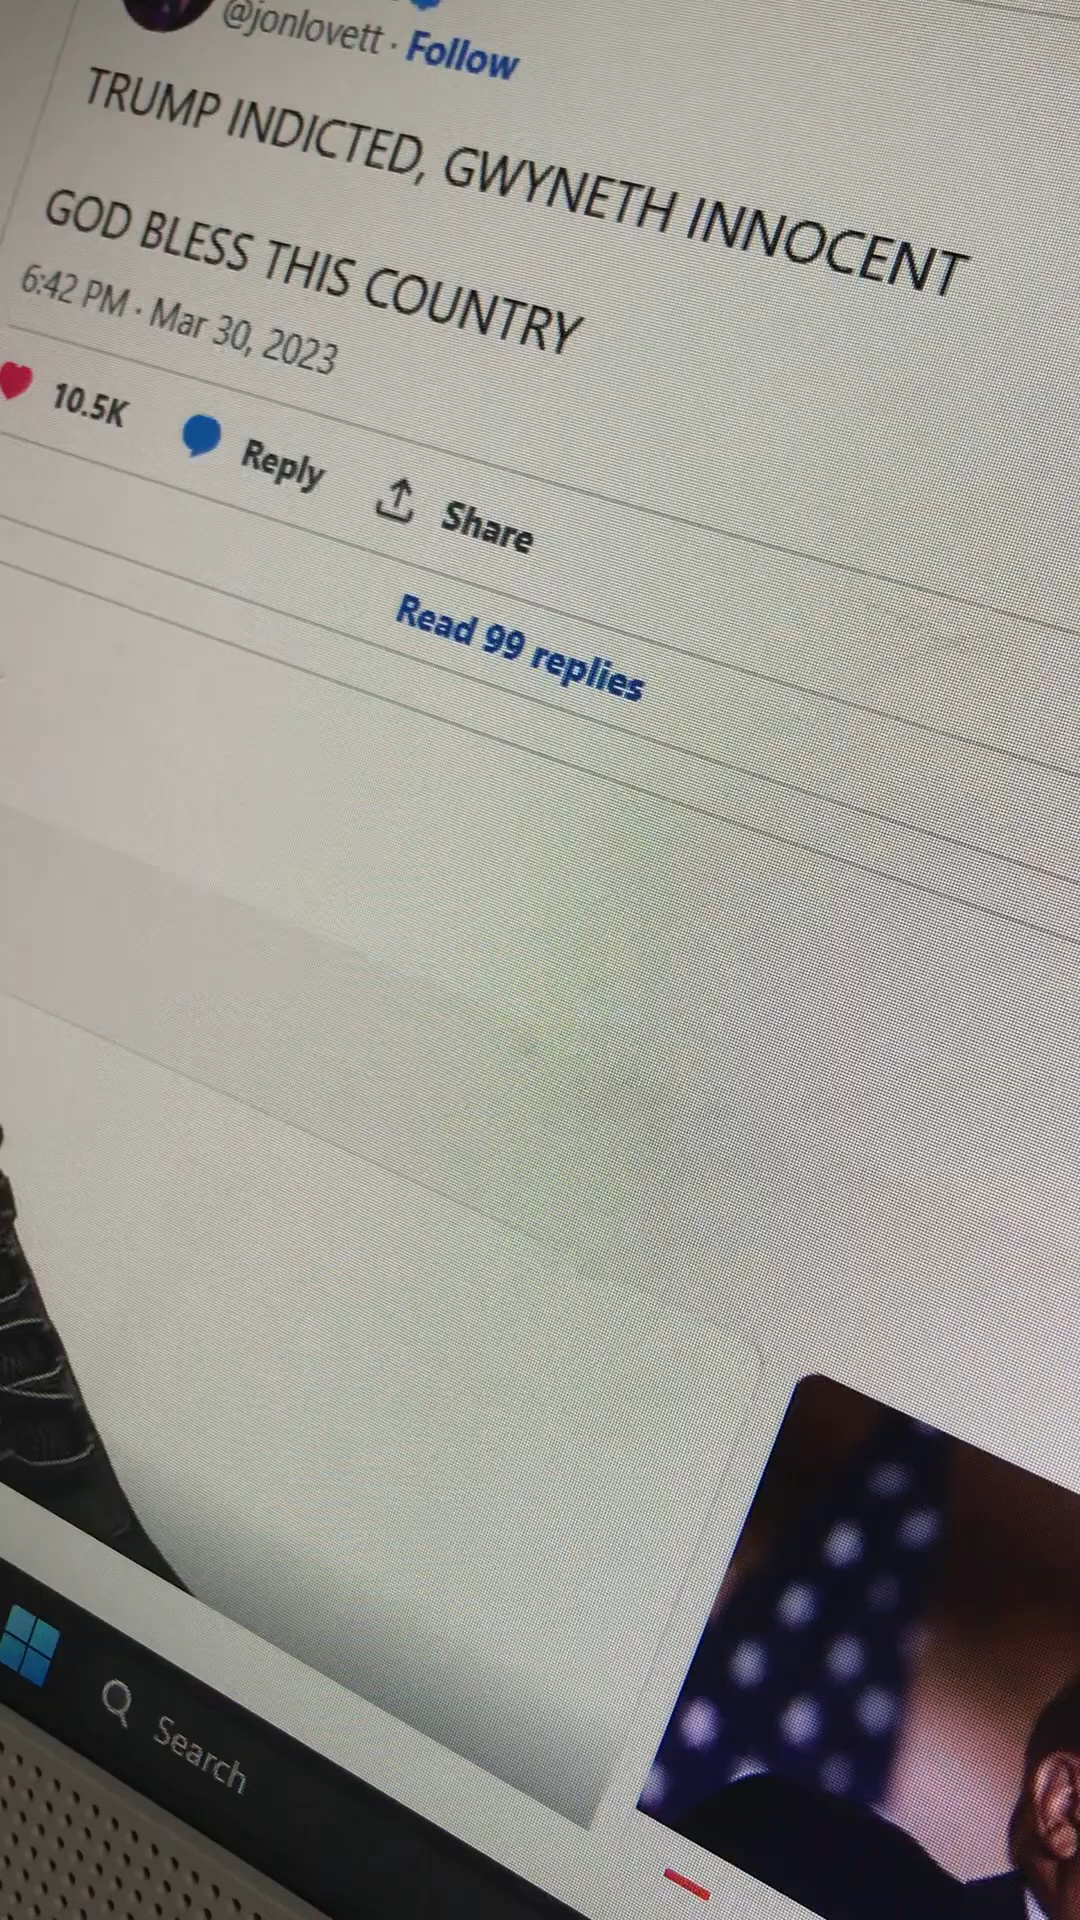 @jonlovett · Follow
TRUMP INDICTED, GWYNETH INNOCENT
GOD BLESS THIS COUNTRY
6:42 PM · Mar 30, 2023
10.5K Reply Share
Read 99 replies
Search